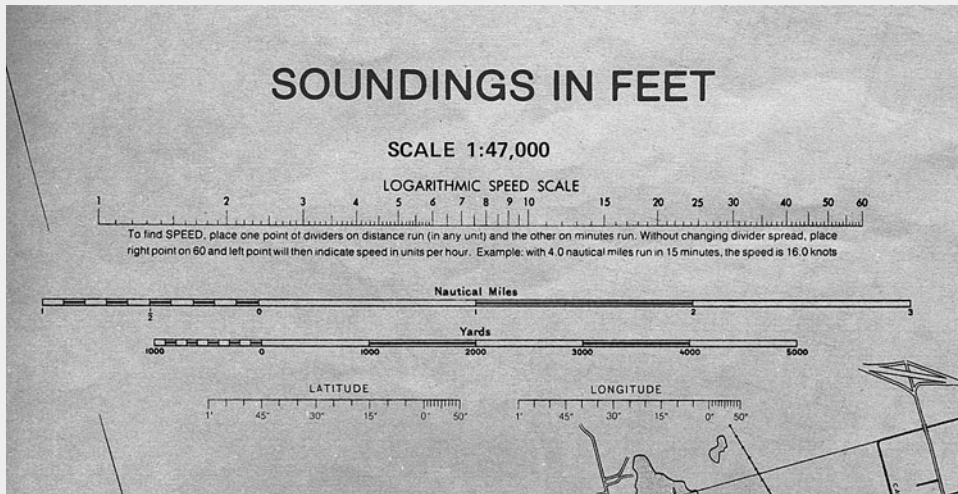 SOUNDINGS IN FEET
SCALE 1:47,000
LOGARITHMIC SPEED SCALE
1 2 3 4 5 6 7 8 9 10 15 20 25 30 40 50 60
To find SPEED, place one point of dividers on distance run (in any unit) and the other on minutes run. Without changing divider spread, place
right point on 60 and left point will then indicate speed in units per hour. Example: with 4.0 nautical miles run in 15 minutes, the speed is 16.0 knots
Nautical Miles
1 ½ 0 1 2 3
Yards
1000 0 1000 2000 3000 4000 5000
LATITUDE LONGITUDE
1' 45" 30" 15" 0" 50" 1' 45" 30" 15" 0" 50"